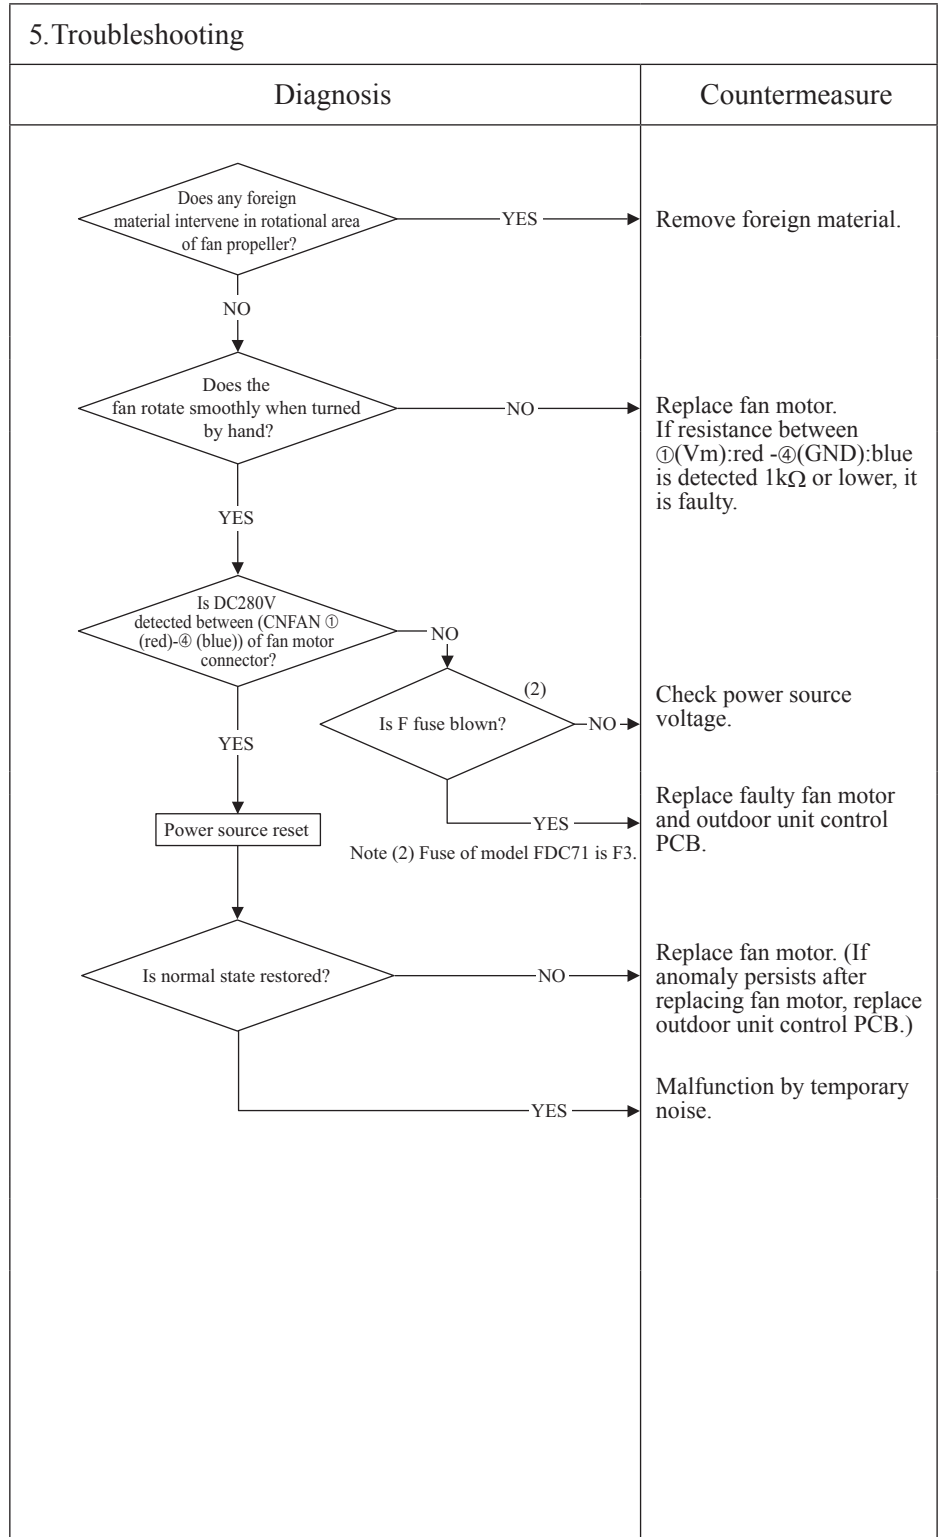 5.Troubleshooting
Diagnosis
Countermeasure
Does any foreign
material intervene in rotational area
of fan propeller?
YES
Remove foreign material.
NO
Does the
fan rotate smoothly when turned
by hand?
NO
Replace fan motor.
If resistance between
①(Vm):red -④(GND):blue
is detected 1kΩ or lower, it
is faulty.
YES
Is DC280V
detected between (CNFAN ①
(red)-④ (blue)) of fan motor
connector?
NO
(2)
Is F fuse blown?
NO
Check power source
voltage.
YES
YES
Replace faulty fan motor
and outdoor unit control
PCB.
Power source reset
Note (2) Fuse of model FDC71 is F3.
Is normal state restored?
NO
Replace fan motor. (If
anomaly persists after
replacing fan motor, replace
outdoor unit control PCB.)
YES
Malfunction by temporary
noise.